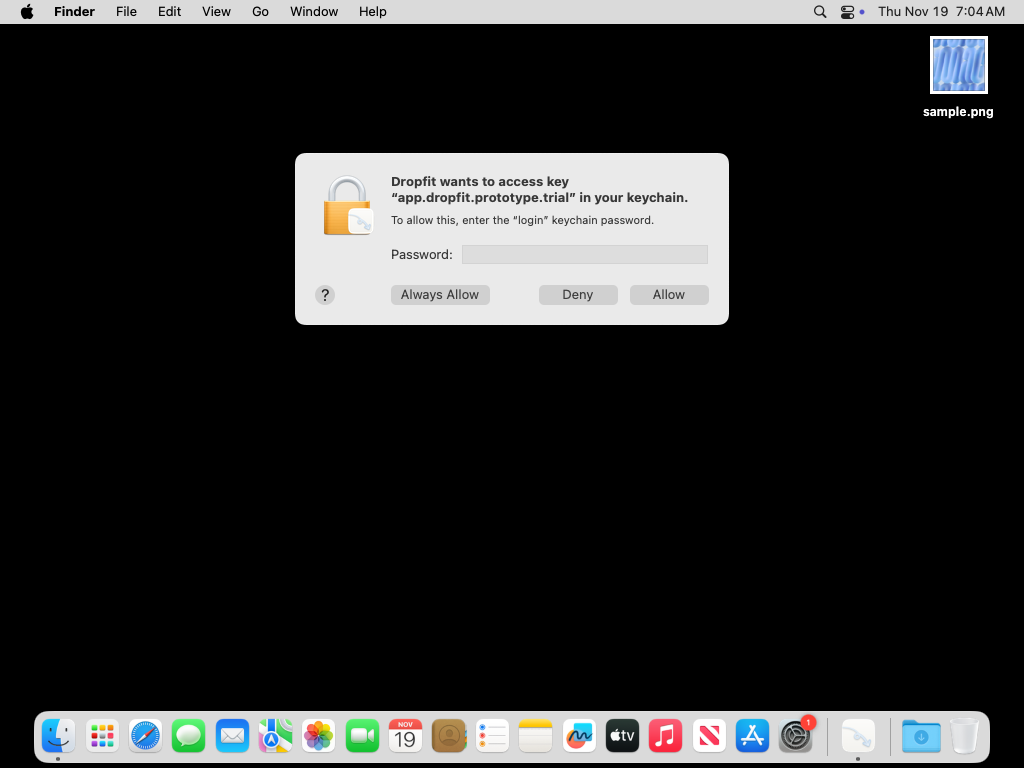 Finder File Edit View Go Window Help Thu Nov 19 7:04 AM
sample.png
Dropfit wants to access key
“app.dropfit.prototype.trial” in your keychain.
To allow this, enter the “login” keychain password.
Password:
? Always Allow Deny Allow
NOV
19
tv
1